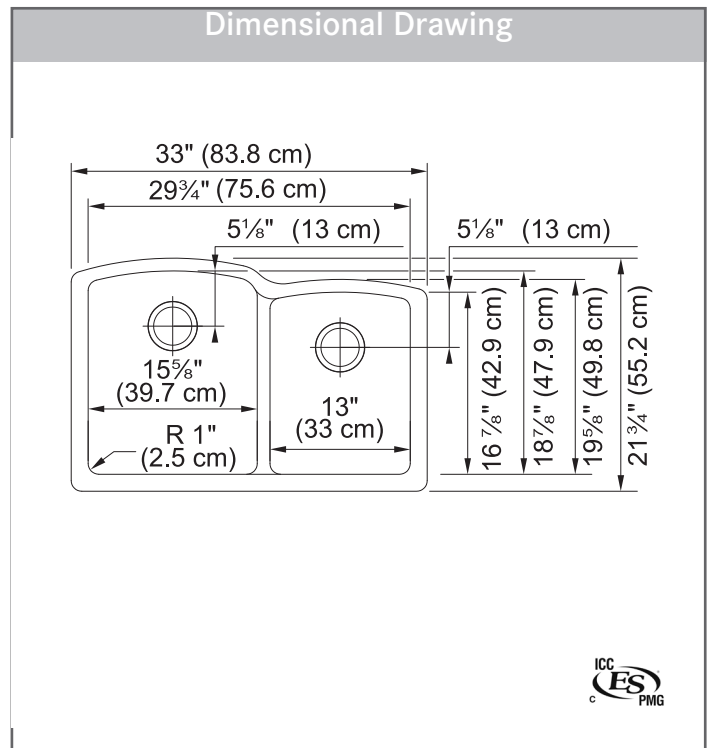 Dimensional Drawing
33" (83.8 cm)
29¾" (75.6 cm)
5⅛" (13 cm)
5⅛" (13 cm)
15⅝"
(39.7 cm)
13"
(33 cm)
R 1"
(2.5 cm)
16 ⅞" (42.9 cm)
18⅞" (47.9 cm)
19⅝" (49.8 cm)
21¾" (55.2 cm)
ICC
ES
C PMG